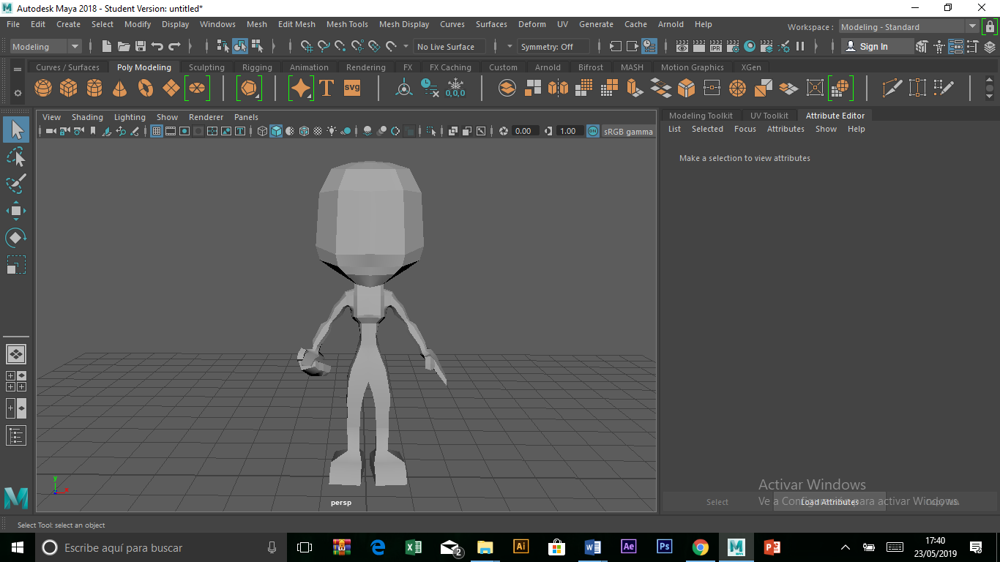 Autodesk Maya 2018 - Student Version: untitled*
File Edit Create Select Modify Display Windows Mesh Edit Mesh Mesh Tools Mesh Display Curves Surfaces Deform UV Generate Cache Arnold Help Workspace : Modeling - Standard
Modeling No Live Surface Symmetry: Off IPR Sign In
Curves / Surfaces Poly Modeling Sculpting Rigging Animation Rendering FX FX Caching Custom Arnold Bifrost MASH Motion Graphics XGen
T svg 0,0,0
View Shading Lighting Show Renderer Panels
0.00 1.00 ON sRGB gamma
Modeling Toolkit UV Toolkit Attribute Editor
List Selected Focus Attributes Show Help
Make a selection to view attributes
y
x
persp
Activar Windows
Ve a Configuración para activar Windows.
Select Load Attributes Copy Tab
M
MAYA
Select Tool: select an object
Escribe aquí para buscar
2 Ai Ae Ps
17:40
23/05/2019